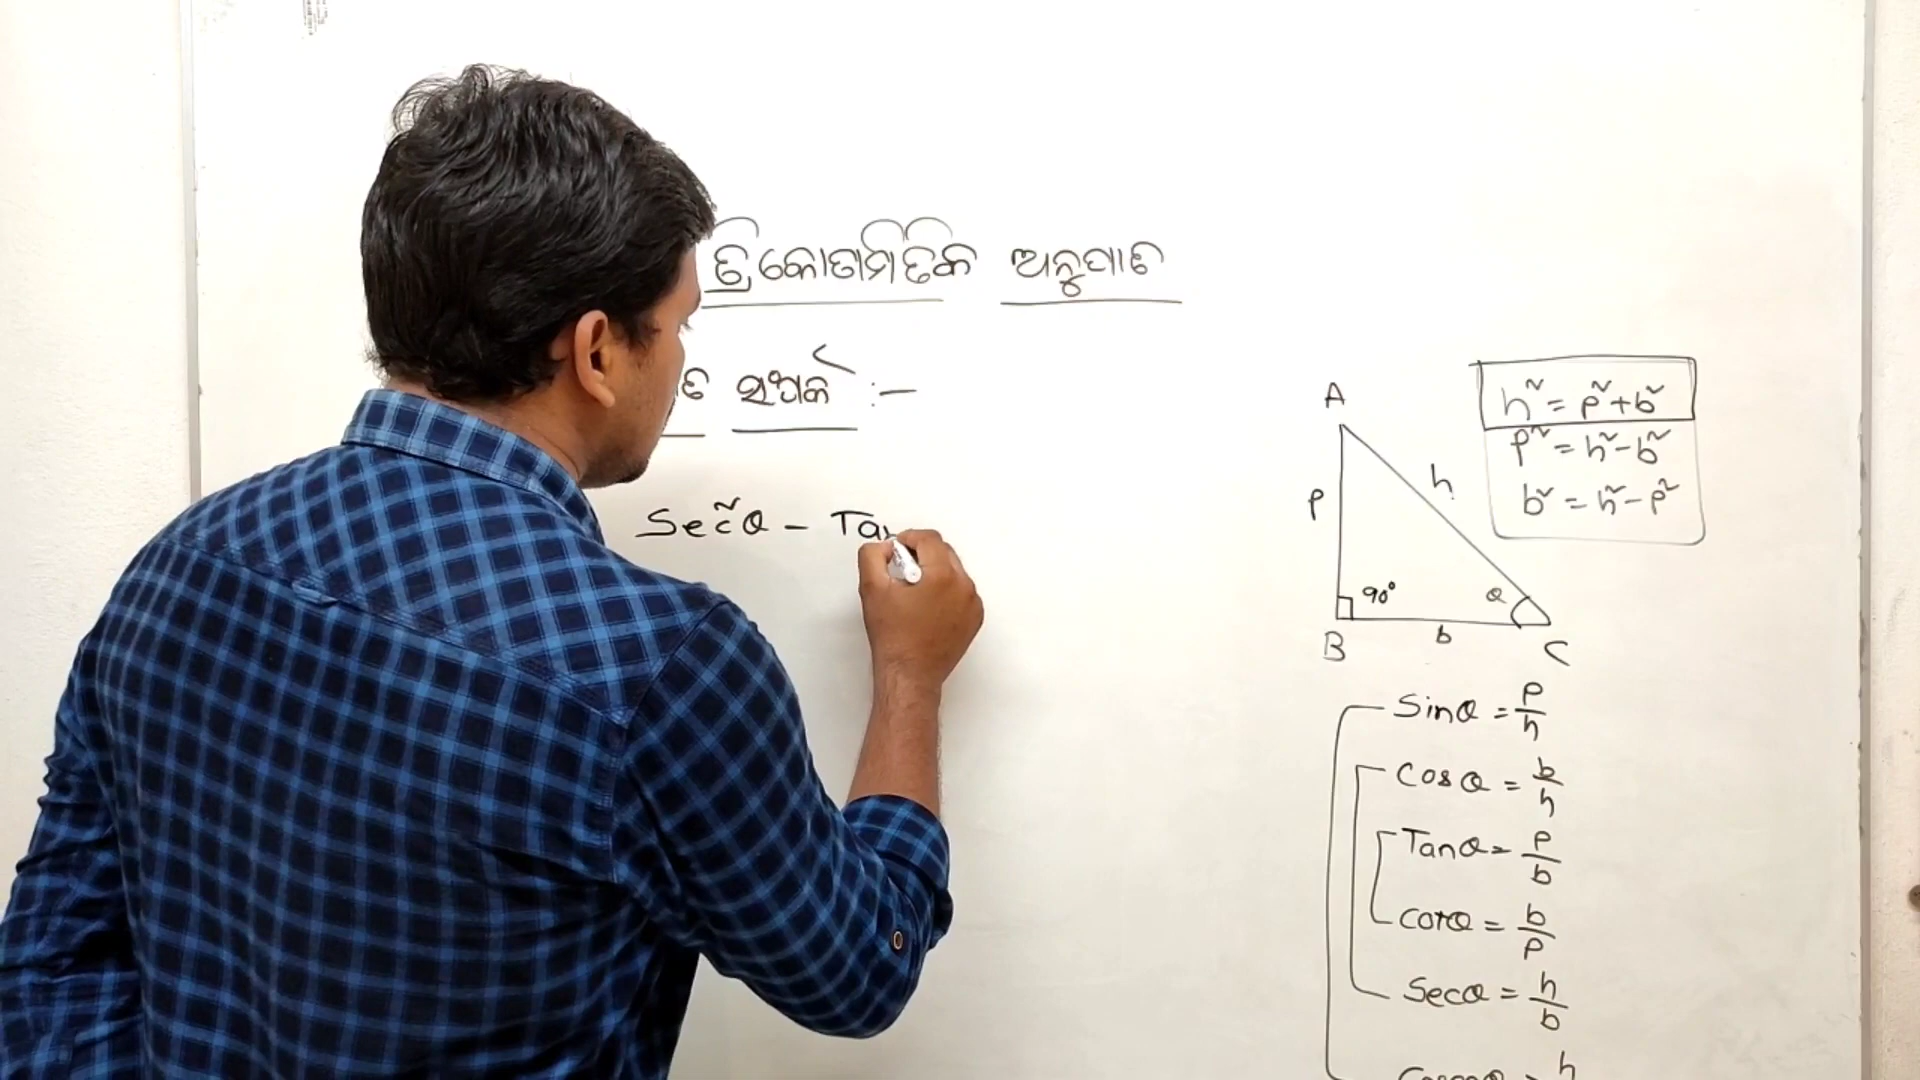 ତ୍ରିକୋଣମିତିକ ଅନୁପାତ
ସମ୍ପର୍କ :-
Sec²θ - Tan
A
h² = p² + b²
p² = h² - b²
b² = h² - p²
p
h
90°
θ
B
b
C
Sinθ = p/h
Cosθ = b/h
Tanθ = p/b
Cotθ = b/p
Secθ = h/b